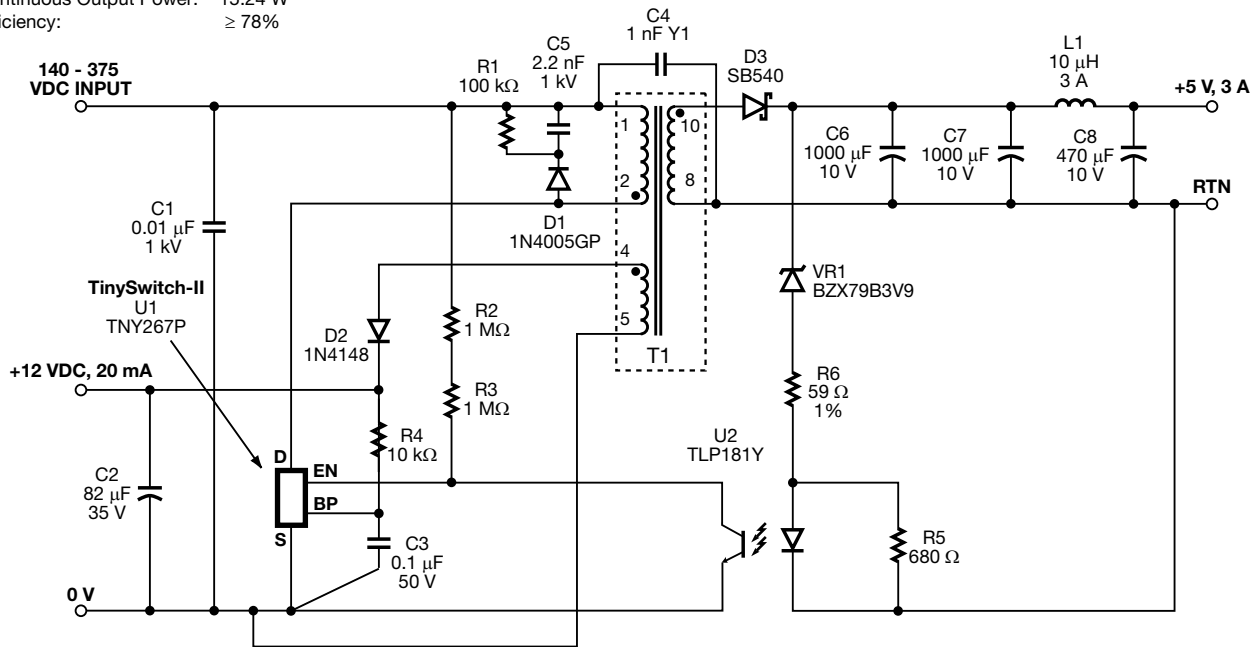 15.24 W
≥ 78%
C4
1 nF Y1
C5
2.2 nF
1 kV
R1
100 kΩ
D3
SB540
L1
10 µH
3 A
140 - 375
VDC INPUT
+5 V, 3 A
1
10
C6
1000 µF
10 V
C7
1000 µF
10 V
C8
470 µF
10 V
2
8
RTN
C1
0.01 µF
1 kV
D1
1N4005GP
4
TinySwitch-II
U1
TNY267P
VR1
BZX79B3V9
5
R2
1 MΩ
D2
1N4148
T1
+12 VDC, 20 mA
R3
1 MΩ
R6
59 Ω
1%
R4
10 kΩ
U2
TLP181Y
D
EN
C2
82 µF
35 V
BP
S
C3
0.1 µF
50 V
R5
680 Ω
0 V